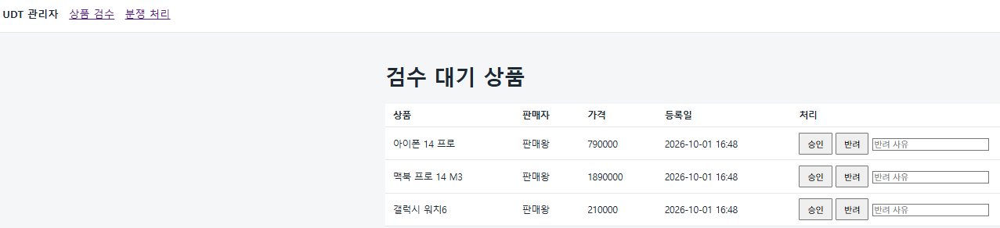 UDT 관리자 상품 검수 분쟁 처리
검수 대기 상품
상품 판매자 가격 등록일 처리
아이폰 14 프로 판매왕 790000 2026-10-01 16:48 승인 반려 반려 사유
맥북 프로 14 M3 판매왕 1890000 2026-10-01 16:48 승인 반려 반려 사유
갤럭시 워치6 판매왕 210000 2026-10-01 16:48 승인 반려 반려 사유